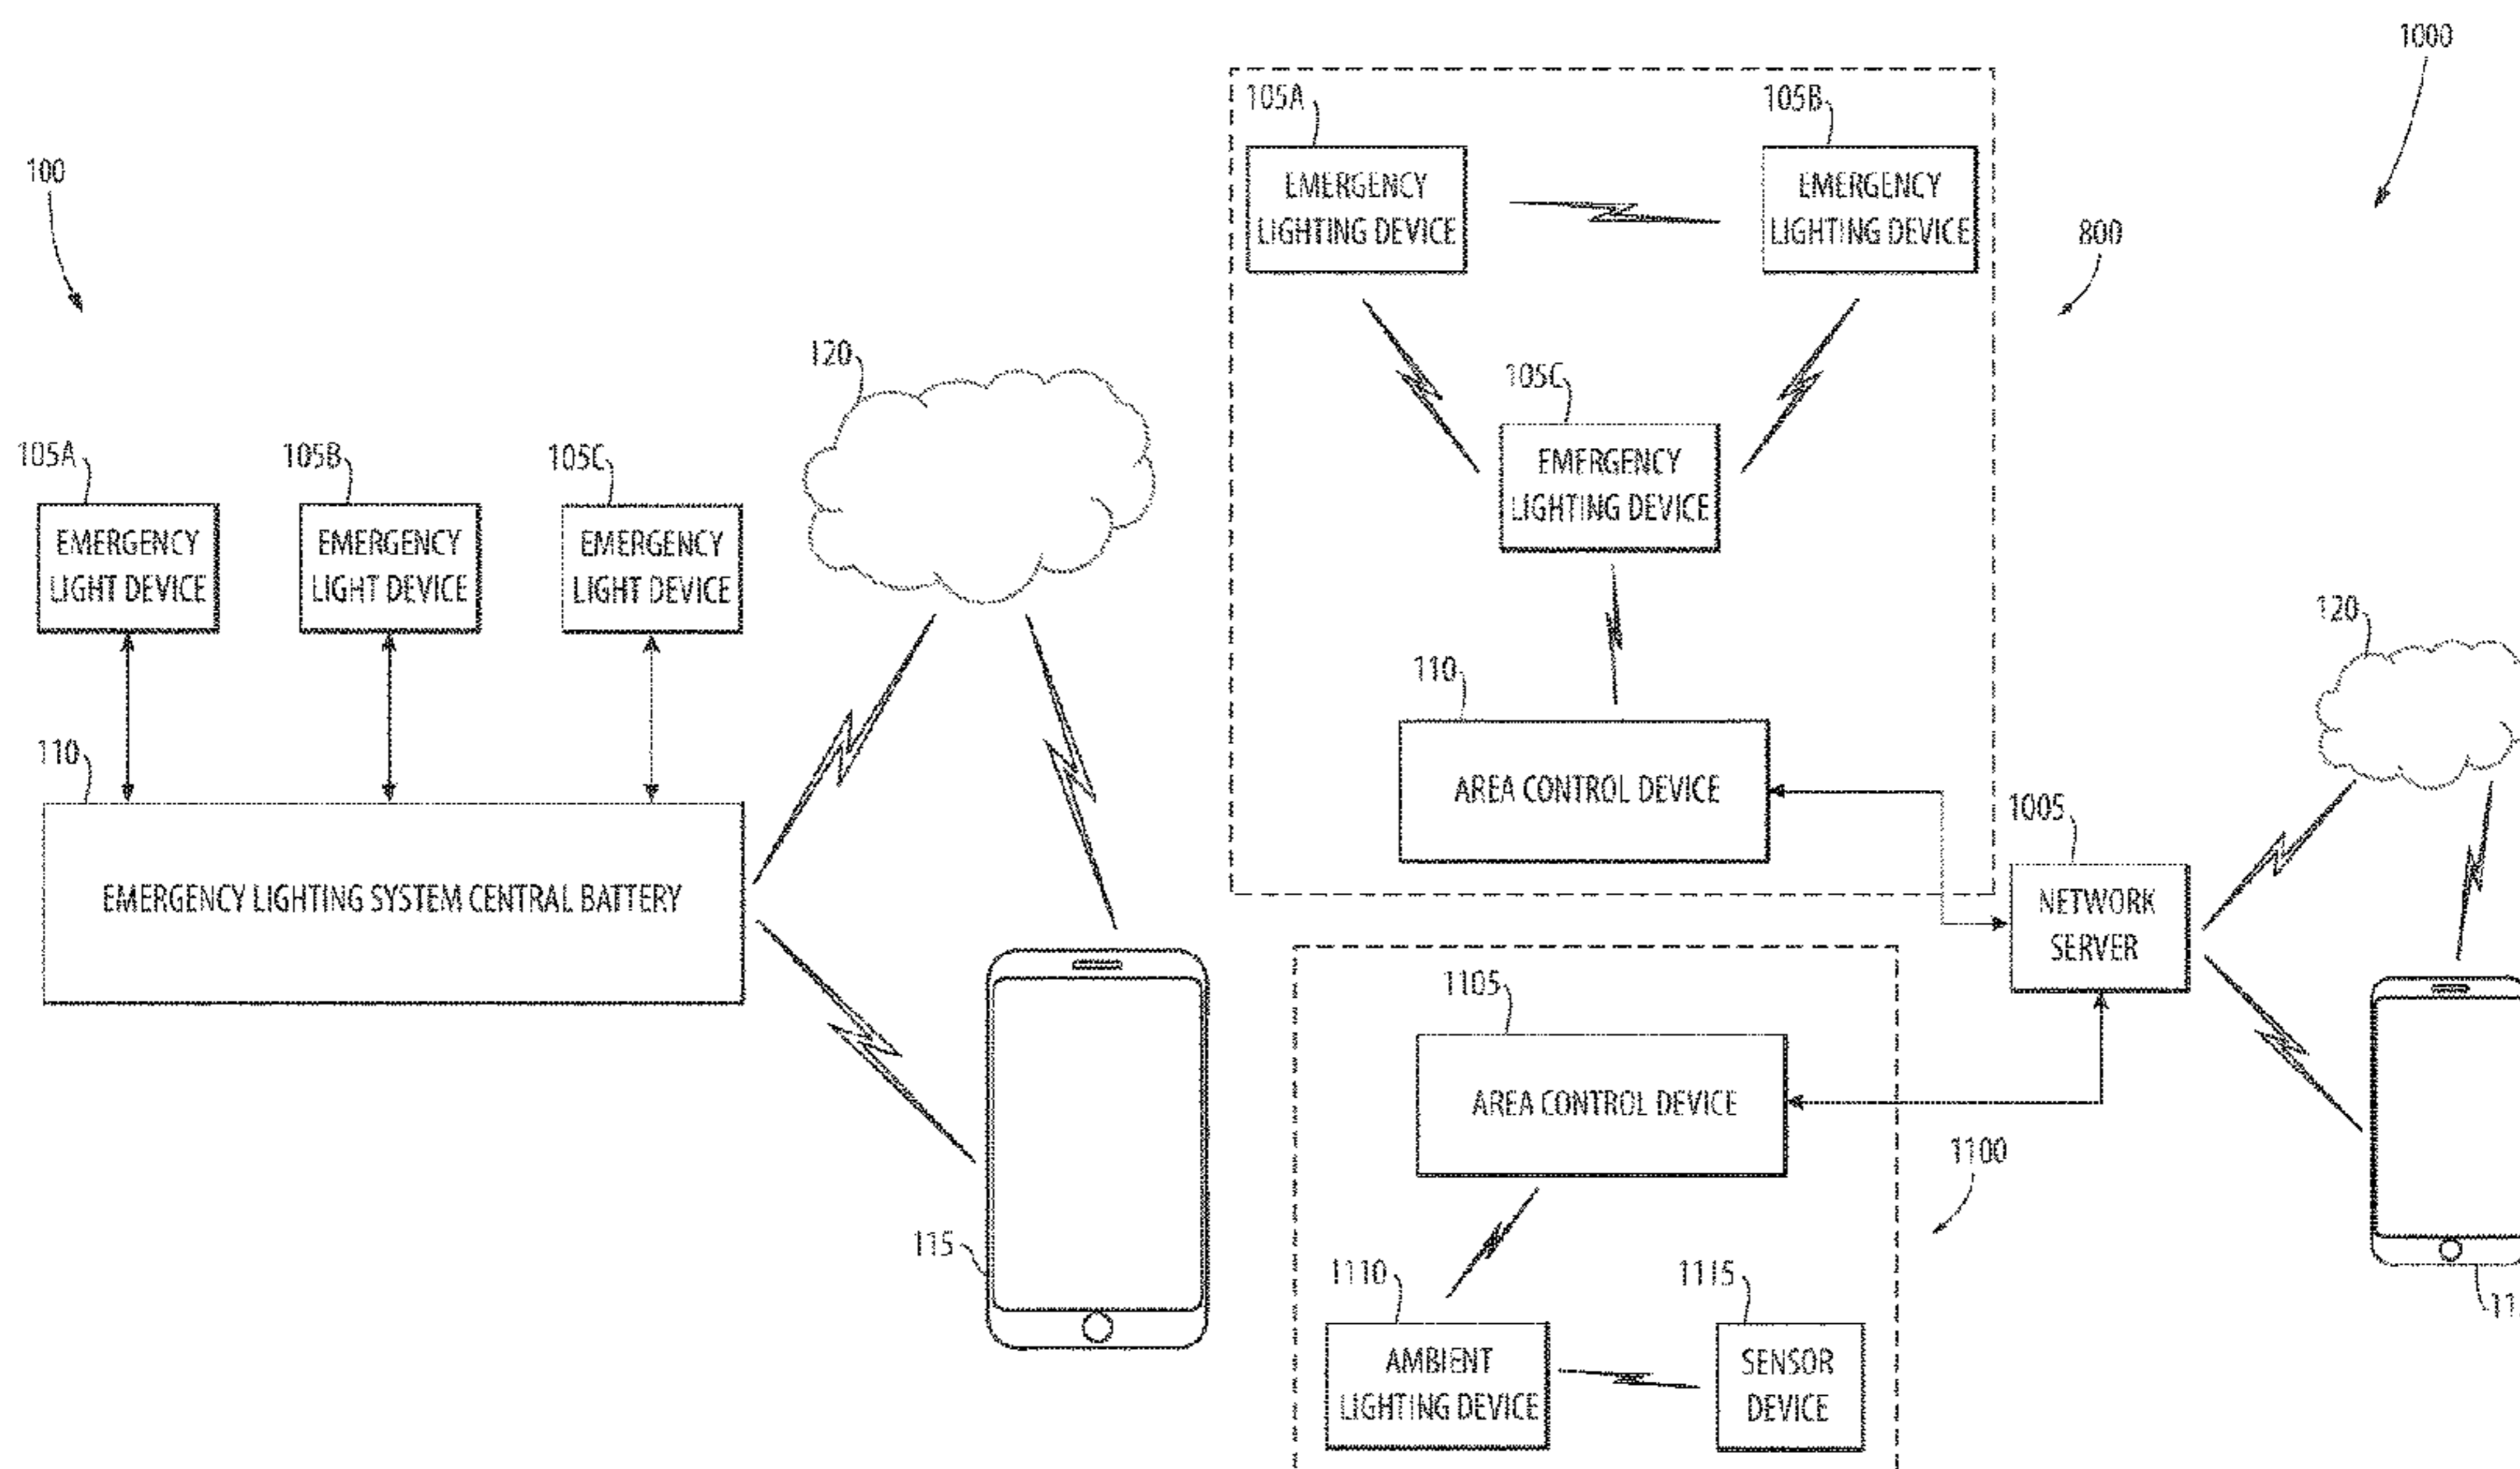 100
105A
105B
105C
EMERGENCY
LIGHT DEVICE
EMERGENCY
LIGHT DEVICE
EMERGENCY
LIGHT DEVICE
110
EMERGENCY LIGHTING SYSTEM CENTRAL BATTERY
120
115
1000
800
105A
105B
EMERGENCY
LIGHTING DEVICE
EMERGENCY
LIGHTING DEVICE
105C
EMERGENCY
LIGHTING DEVICE
110
AREA CONTROL DEVICE
120
1005
NETWORK
SERVER
1105
AREA CONTROL DEVICE
1100
1110
1115
AMBIENT
LIGHTING DEVICE
SENSOR
DEVICE